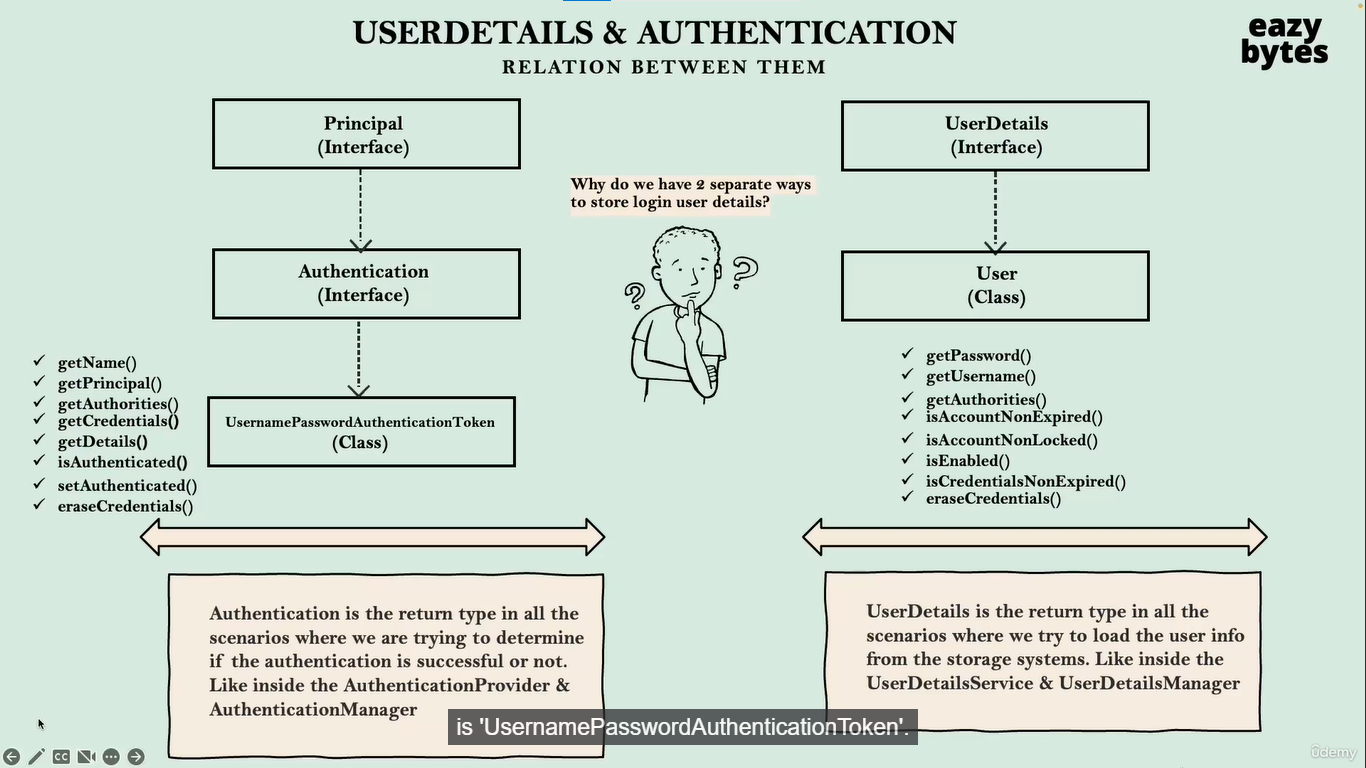 USERDETAILS & AUTHENTICATION
RELATION BETWEEN THEM
eazy
bytes
Principal
(Interface)
UserDetails
(Interface)
Why do we have 2 separate ways
to store login user details?
Authentication
(Interface)
User
(Class)
UsernamePasswordAuthenticationToken
(Class)
✓ getName()
✓ getPrincipal()
✓ getAuthorities()
✓ getCredentials()
✓ getDetails()
✓ isAuthenticated()
✓ setAuthenticated()
✓ eraseCredentials()
✓ getPassword()
✓ getUsername()
✓ getAuthorities()
✓ isAccountNonExpired()
✓ isAccountNonLocked()
✓ isEnabled()
✓ isCredentialsNonExpired()
✓ eraseCredentials()
Authentication is the return type in all the
scenarios where we are trying to determine
if the authentication is successful or not.
Like inside the AuthenticationProvider &
AuthenticationManager
UserDetails is the return type in all the
scenarios where we try to load the user info
from the storage systems. Like inside the
UserDetailsService & UserDetailsManager
is 'UsernamePasswordAuthenticationToken'.
CC
ûdemy